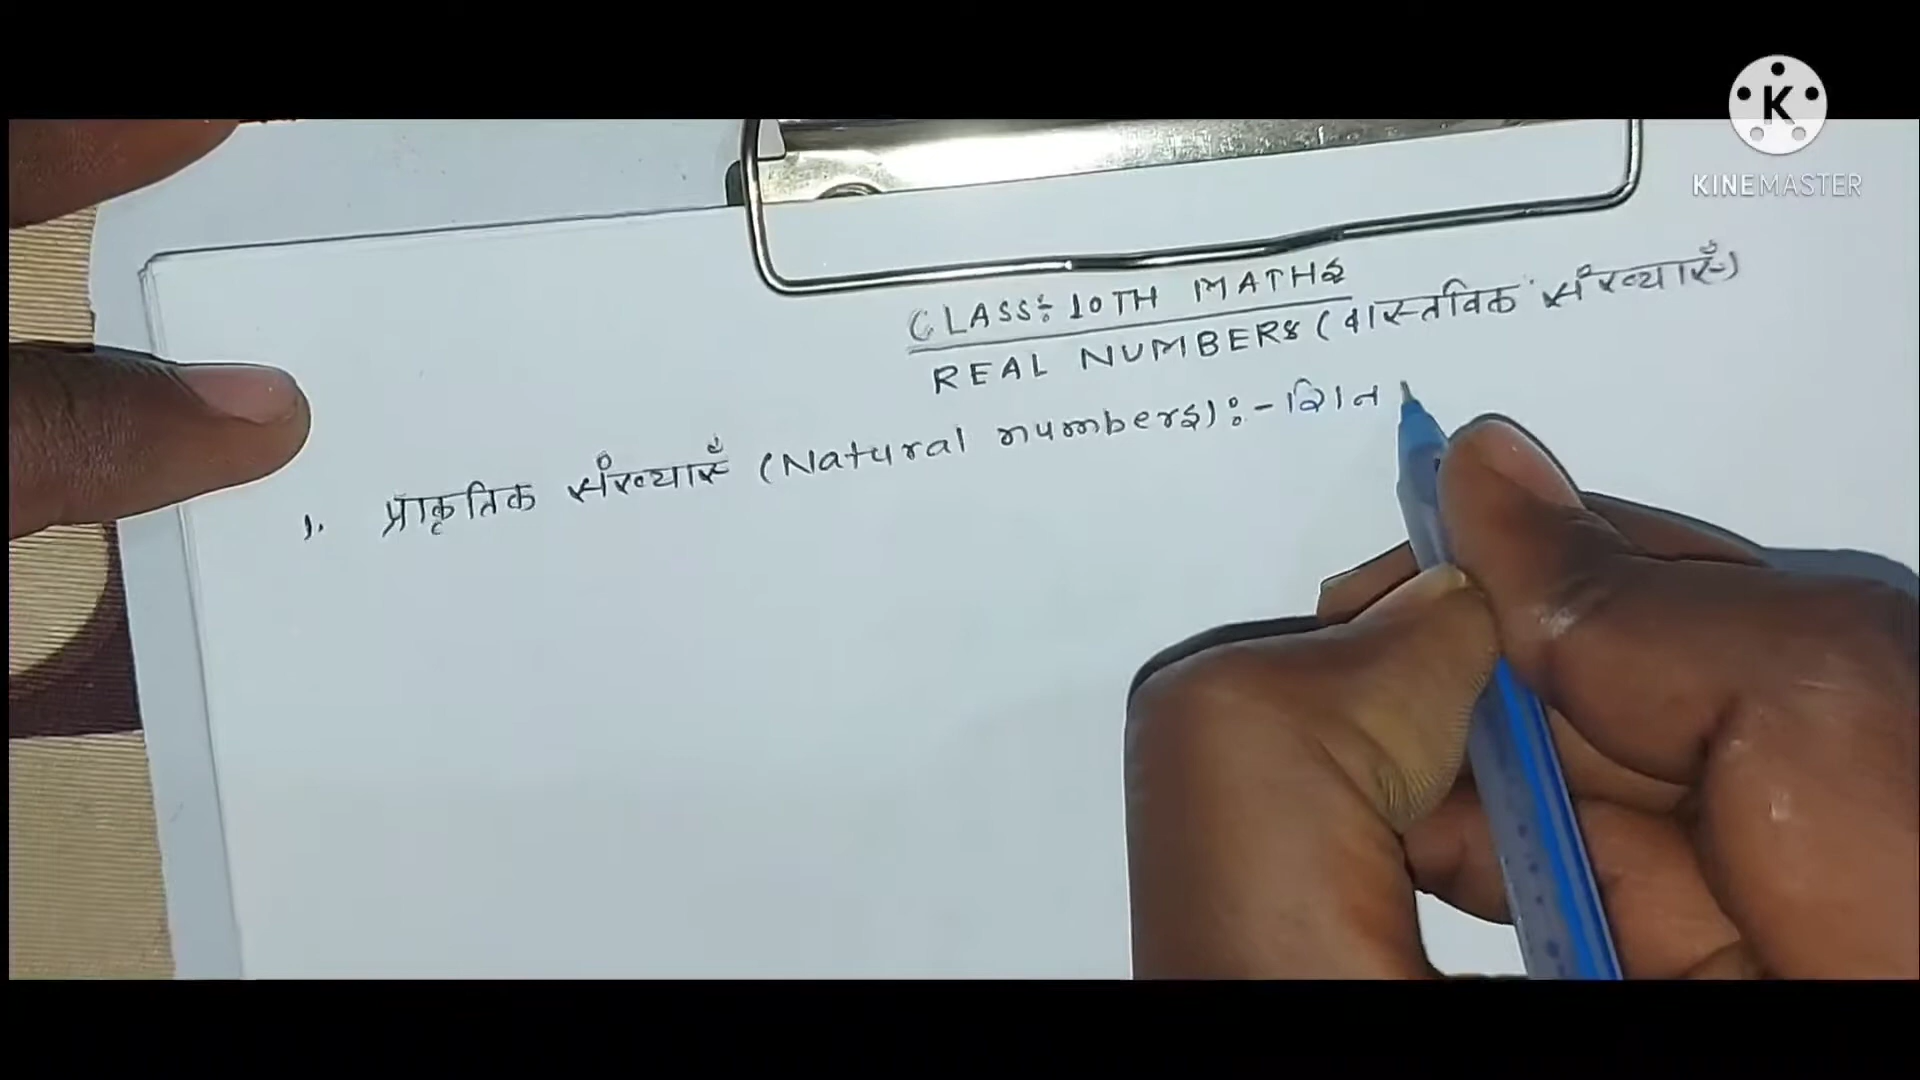 KINEMASTER
CLASS: 10TH MATHS
REAL NUMBERS (वास्तविक संख्याएँ)
1. प्राकृतिक संख्याएँ (Natural numbers):-